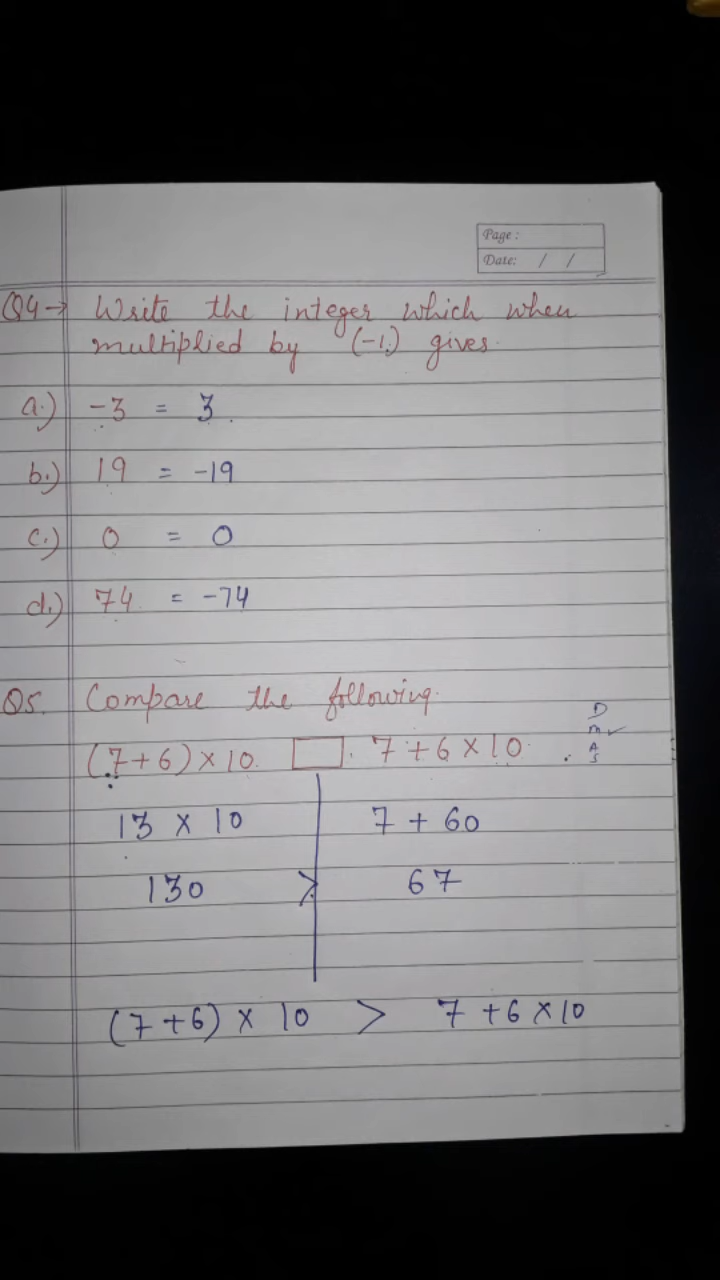 Page :
Date: / /
Q4→ Write the integer which when
multiplied by (-1) gives.
a.) -3 = 3.
b.) 19 = -19
c.) 0 = 0
d.) 74 = -74
Q5. Compare the following.
D
M✓
A
S
(7+6) × 10 □ 7 + 6 × 10
13 × 10 7 + 60
130 > 67
(7+6) × 10 > 7 + 6 × 10